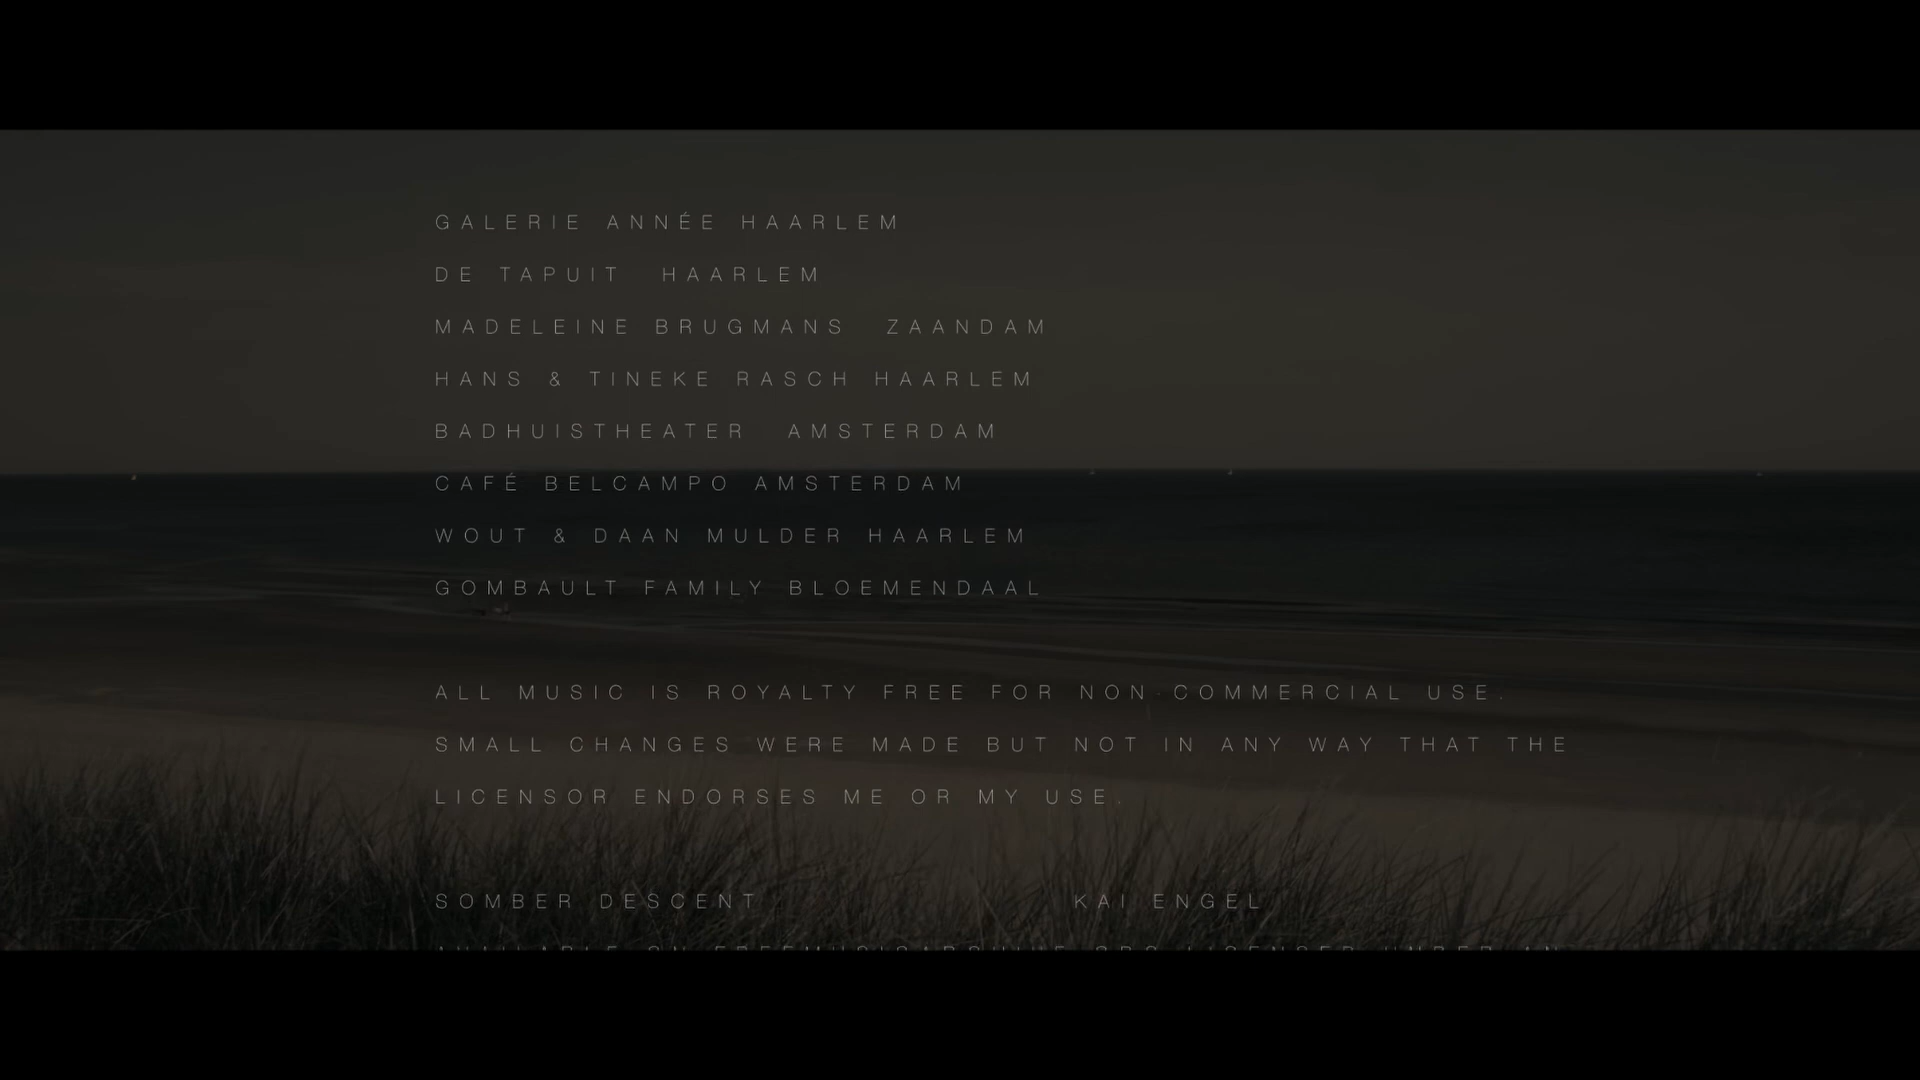 GALERIE ANNÉE HAARLEM
DE TAPUIT HAARLEM
MADELEINE BRUGMANS ZAANDAM
HANS & TINEKE RASCH HAARLEM
BADHUISTHEATER AMSTERDAM
CAFÉ BELCAMPO AMSTERDAM
WOUT & DAAN MULDER HAARLEM
GOMBAULT FAMILY BLOEMENDAAL
ALL MUSIC IS ROYALTY FREE FOR NON-COMMERCIAL USE.
SMALL CHANGES WERE MADE BUT NOT IN ANY WAY THAT THE
LICENSOR ENDORSES ME OR MY USE.
SOMBER DESCENT KAI ENGEL